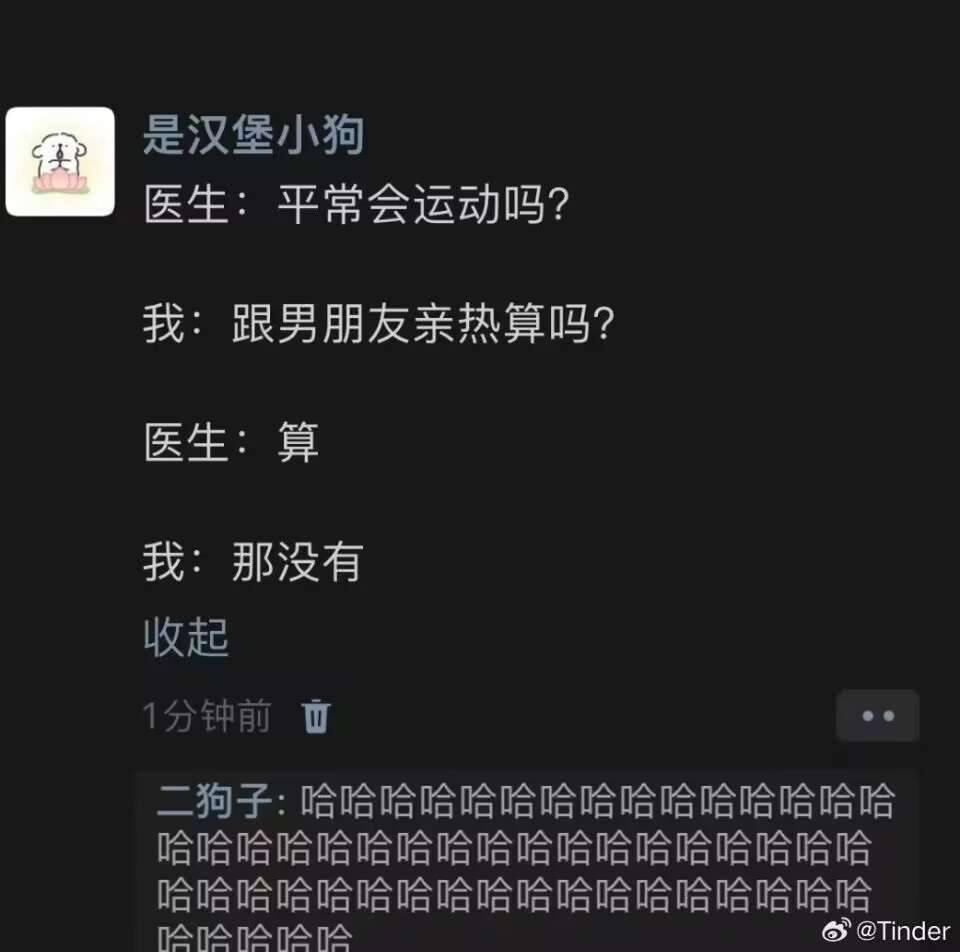 是汉堡小狗
医生：平常会运动吗？
我：跟男朋友亲热算吗？
医生：算
我：那没有
收起
1分钟前
二狗子：哈哈哈哈哈哈哈哈哈哈哈哈哈哈哈
哈哈哈哈哈哈哈哈哈哈哈哈哈哈哈哈哈哈
哈哈哈哈哈哈哈哈哈哈哈哈哈哈哈哈哈哈
哈哈哈哈哈
@Tinder